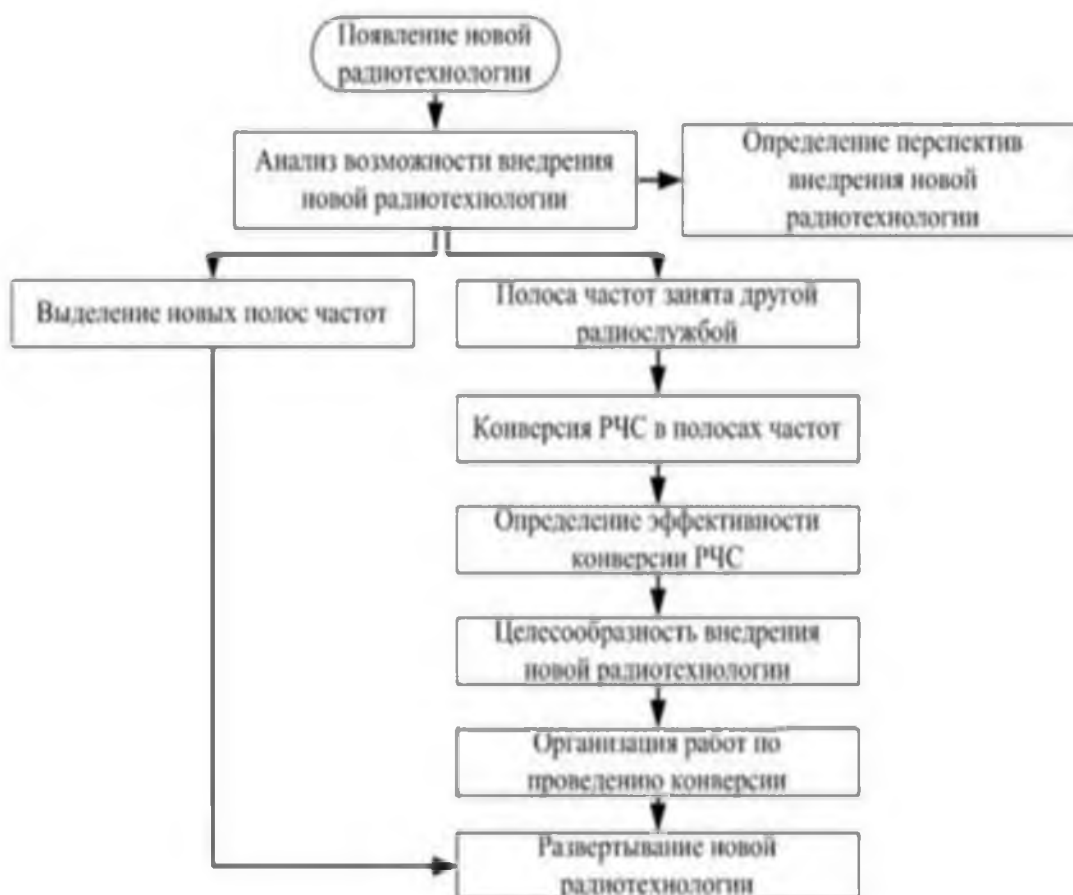 Появление новой
радиотехнологии
Анализ возможности внедрения
новой радиотехнологии
Определение перспектив
внедрения новой
радиотехнологии
Выделение новых полос частот
Полоса частот занята другой
радиослужбой
Конверсия РЧС в полосах частот
Определение эффективности
конверсии РЧС
Целесообразность внедрения
новой радиотехнологии
Организация работ по
проведению конверсии
Развертывание новой
радиотехнологии